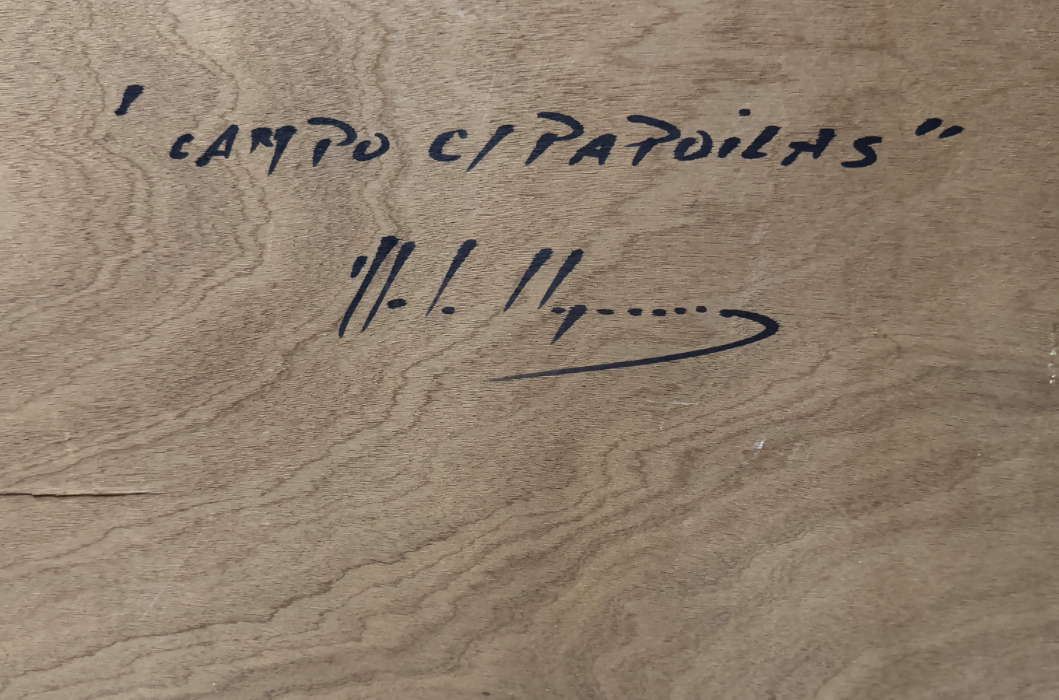 ' CAMPO C/ PAPOILAS "